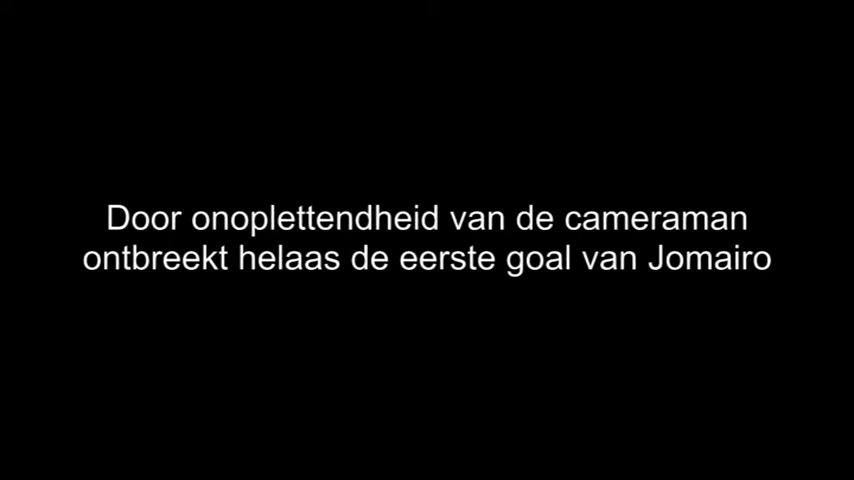 Door onoplettendheid van de cameraman
ontbreekt helaas de eerste goal van Jomairo